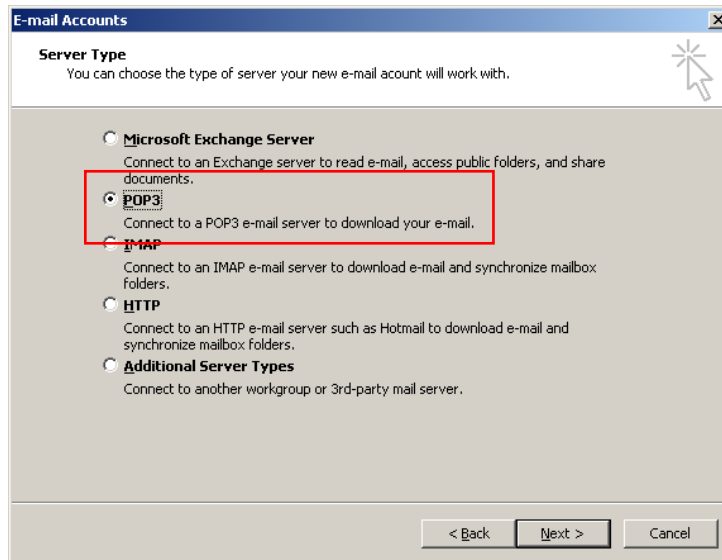 E-mail Accounts
Server Type
You can choose the type of server your new e-mail acount will work with.
Microsoft Exchange Server
Connect to an Exchange server to read e-mail, access public folders, and share
documents.
POP3
Connect to a POP3 e-mail server to download your e-mail.
IMAP
Connect to an IMAP e-mail server to download e-mail and synchronize mailbox
folders.
HTTP
Connect to an HTTP e-mail server such as Hotmail to download e-mail and
synchronize mailbox folders.
Additional Server Types
Connect to another workgroup or 3rd-party mail server.
< Back Next > Cancel